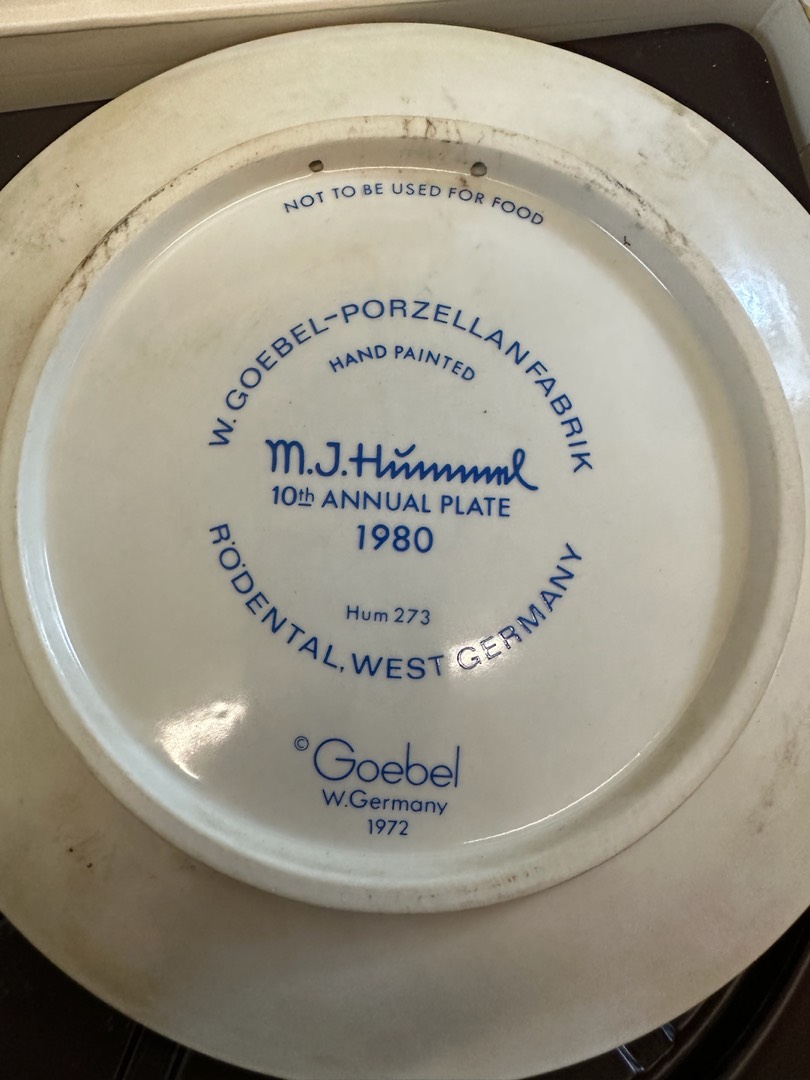 NOT TO BE USED FOR FOOD
W. GOEBEL-PORZELLANFABRIK
HAND PAINTED
M.J.Hummel
10th ANNUAL PLATE
1980
Hum 273
RÖDENTAL, WEST GERMANY
© Goebel
W.Germany
1972